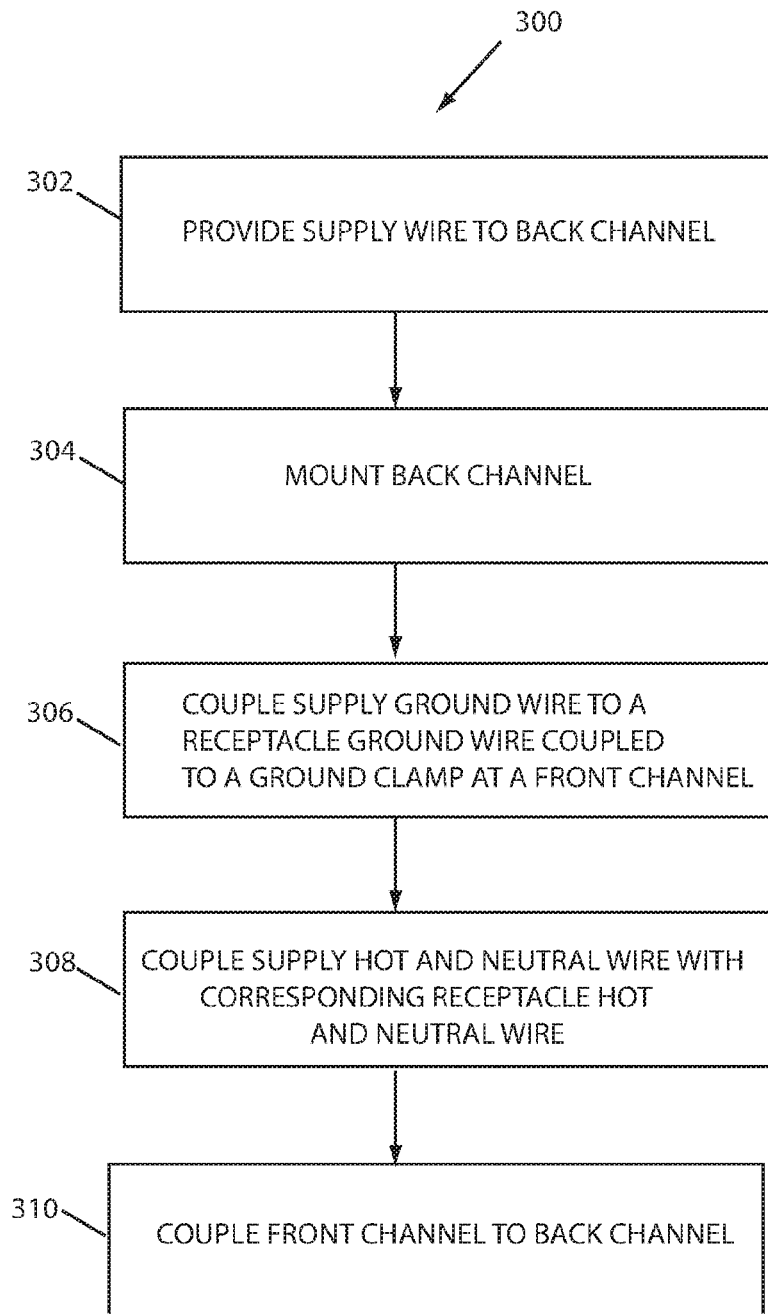 300
302
PROVIDE SUPPLY WIRE TO BACK CHANNEL
304
MOUNT BACK CHANNEL
306
COUPLE SUPPLY GROUND WIRE TO A
RECEPTACLE GROUND WIRE COUPLED
TO A GROUND CLAMP AT A FRONT CHANNEL
308
COUPLE SUPPLY HOT AND NEUTRAL WIRE WITH
CORRESPONDING RECEPTACLE HOT
AND NEUTRAL WIRE
310
COUPLE FRONT CHANNEL TO BACK CHANNEL